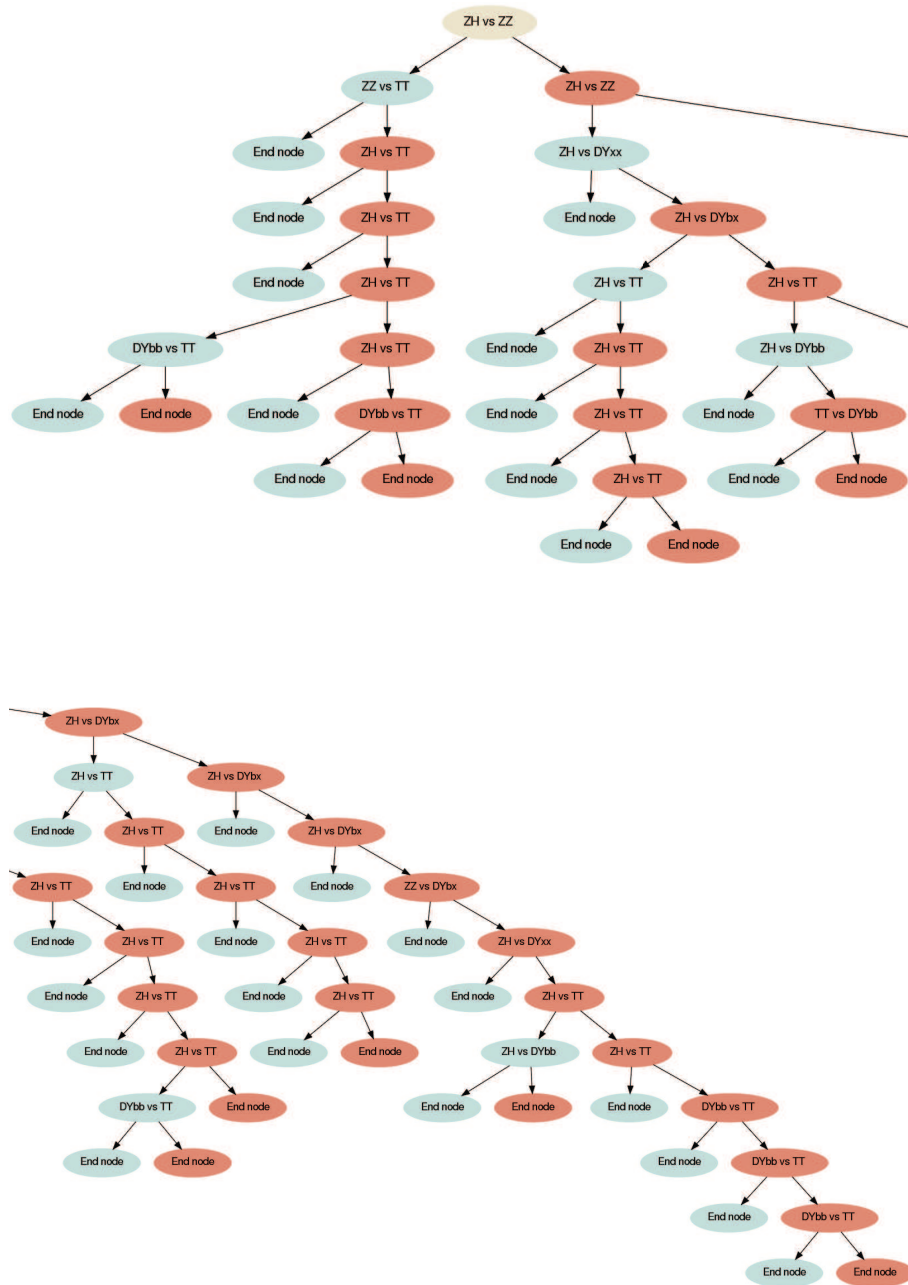 ZH vs ZZ
ZZ vs TT ZH vs ZZ
End node ZH vs TT ZH vs DYxx
End node ZH vs TT End node ZH vs DYbx
End node ZH vs TT ZH vs TT ZH vs TT
DYbb vs TT ZH vs TT End node ZH vs TT ZH vs DYbb
End node End node End node DYbb vs TT End node ZH vs TT End node TT vs DYbb
End node End node End node ZH vs TT End node End node
End node End node
ZH vs DYbx
ZH vs TT ZH vs DYbx
End node ZH vs TT End node ZH vs DYbx
ZH vs TT End node ZH vs TT End node ZZ vs DYbx
End node ZH vs TT End node ZH vs TT End node ZH vs DYxx
End node ZH vs TT End node ZH vs TT End node ZH vs TT
End node ZH vs TT End node End node ZH vs DYbb ZH vs TT
DYbb vs TT End node End node End node End node DYbb vs TT
End node End node End node DYbb vs TT
End node DYbb vs TT
End node End node